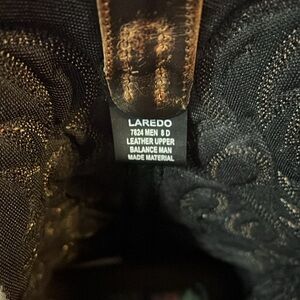 LAREDO
7824 MEN 8 D
LEATHER UPPER
BALANCE MAN
MADE MATERIAL